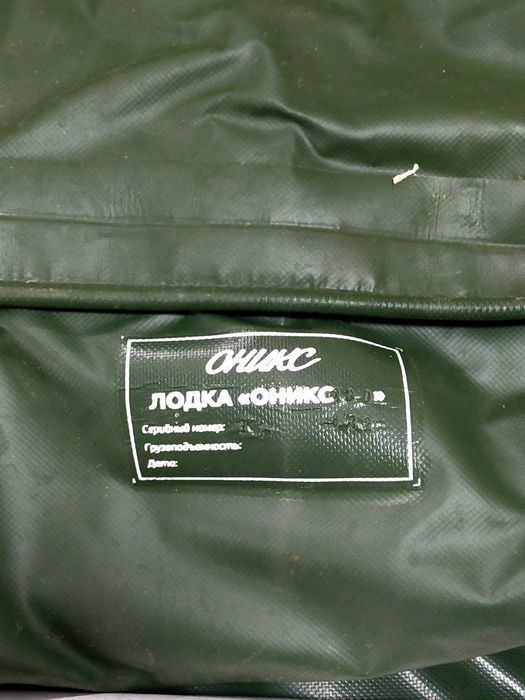 оникс
ЛОДКА «ОНИКС »
Серийный номер:
Грузоподъемность:
Дата: